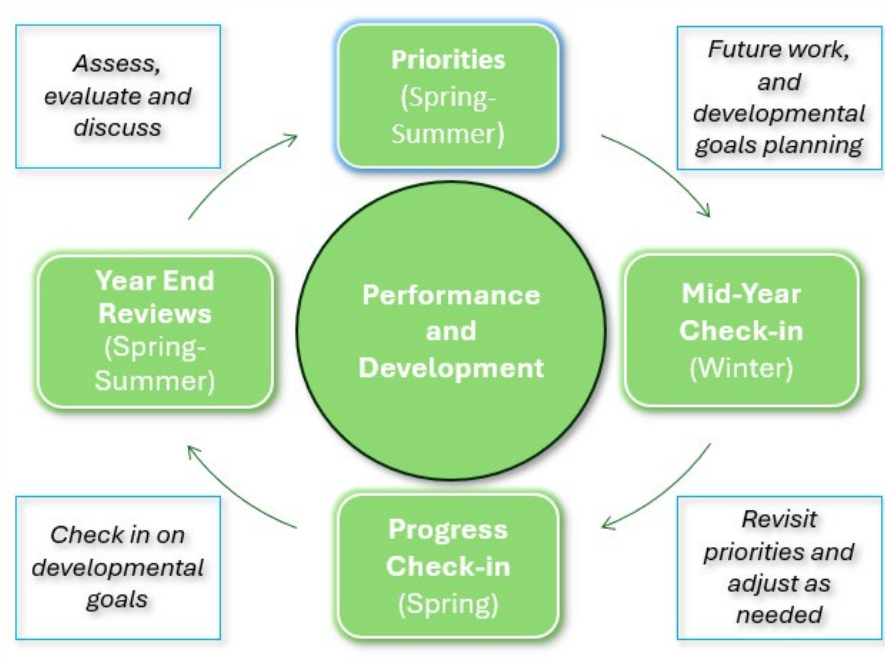 Assess,
evaluate and
discuss
Priorities
(Spring-
Summer)
Future work,
and
developmental
goals planning
Year End
Reviews
(Spring-
Summer)
Performance
and
Development
Mid-Year
Check-in
(Winter)
Check in on
developmental
goals
Progress
Check-in
(Spring)
Revisit
priorities and
adjust as
needed